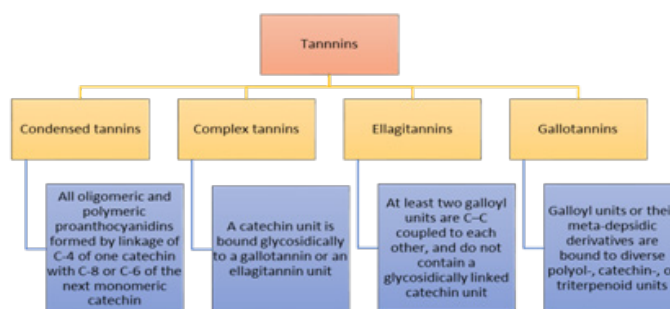 Tannnins
Condensed tannins
Complex tannins
Ellagitannins
Gallotannins
All oligomeric and
polymeric
proanthocyanidins
formed by linkage of
C-4 of one catechin
with C-8 or C-6 of the
next monomeric
catechin
A catechin unit is
bound glycosidically
to a gallotannin or an
ellagitannin unit
At least two galloyl
units are C–C
coupled to each
other, and do not
contain a
glycosidically linked
catechin unit
Galloyl units or their
meta-depsidic
derivatives are
bound to diverse
polyol-, catechin-, o
triterpenoid units